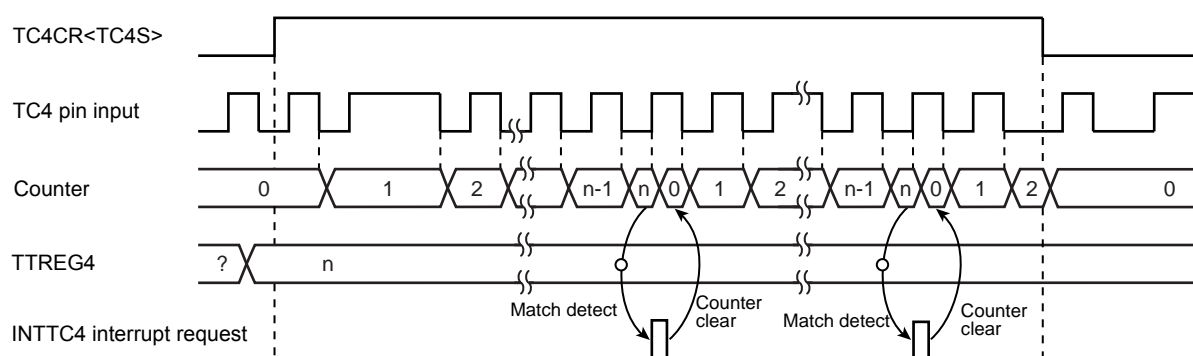 TC4CR<TC4S>
TC4 pin input
Counter
0 1 2 n-1 n 0 1 2 n-1 n 0 1 2 0
TTREG4
? n
Match detect
Counter
clear
Match detect
Counter
clear
INTTC4 interrupt request